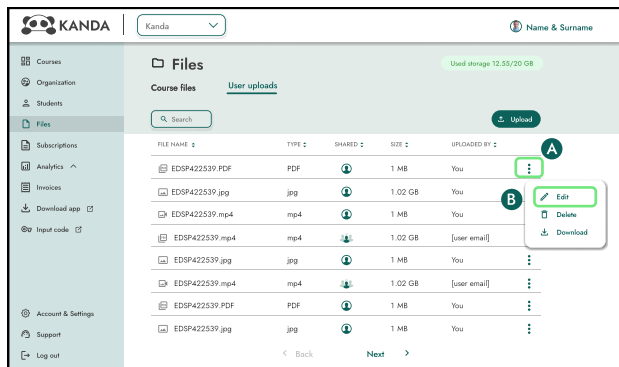 KANDA
Kanda
Name & Surname
Courses
Organization
Students
Files
Subscriptions
Analytics
Invoices
Download app
Input code
Account & Settings
Support
Log out
Files
Used storage 12.55/20 GB
Course files User uploads
Search
Upload
FILE NAME TYPE SHARED SIZE UPLOADED BY
A
EDSP422539.PDF PDF 1 MB You
EDSP422539.jpg jpg 1.02 GB You
B
Edit
Delete
Download
EDSP422539.mp4 mp4 1 MB You
EDSP422539.mp4 mp4 1.02 GB [user email]
EDSP422539.jpg jpg 1 MB You
EDSP422539.mp4 mp4 1.02 GB [user email]
EDSP422539.PDF PDF 1 MB You
EDSP422539.jpg jpg 1 MB You
Back Next